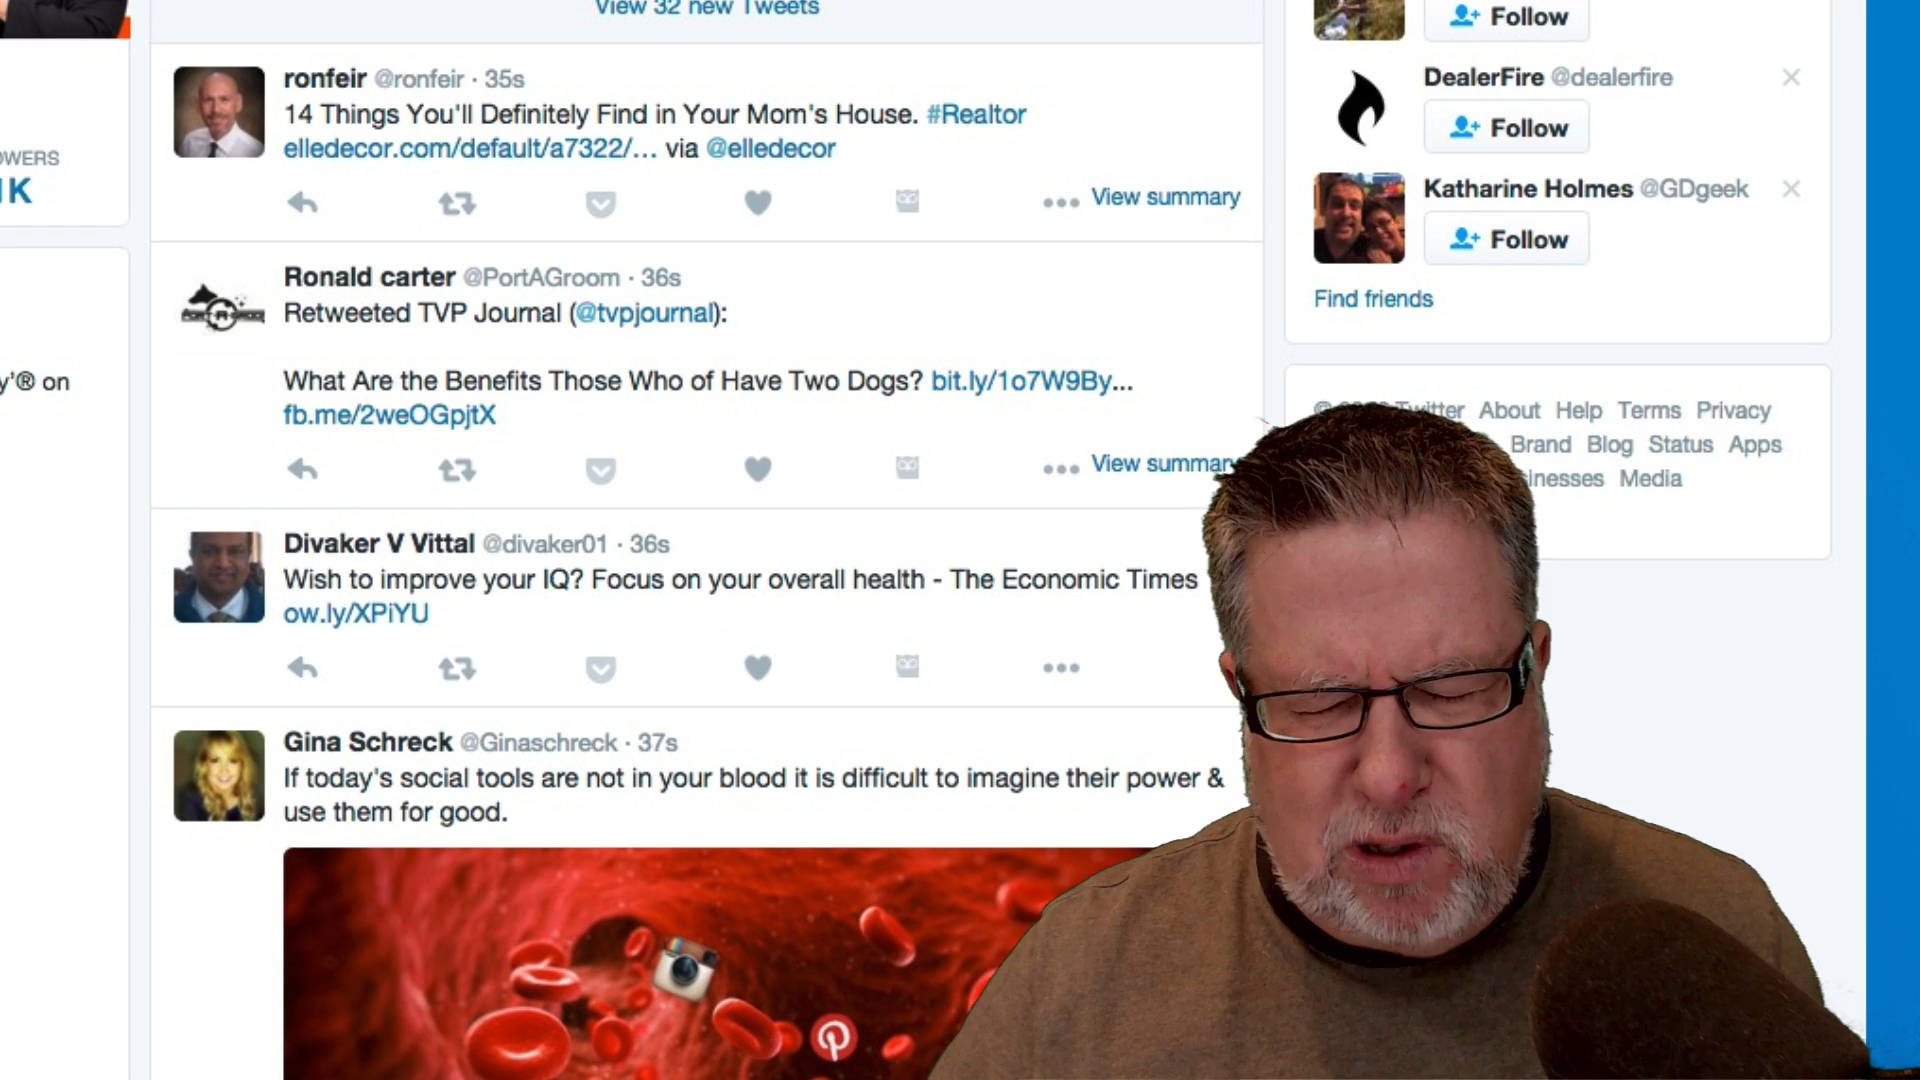 View 32 new Tweets
ronfeir @ronfeir · 35s
14 Things You'll Definitely Find in Your Mom's House. #Realtor
elledecor.com/default/a7322/... via @elledecor
View summary
Ronald carter @PortAGroom · 36s
Retweeted TVP Journal (@tvpjournal):
What Are the Benefits Those Who of Have Two Dogs? bit.ly/1o7W9By...
fb.me/2weOGpjtX
View summary
Divaker V Vittal @divaker01 · 36s
Wish to improve your IQ? Focus on your overall health - The Economic Times
ow.ly/XPiYU
Gina Schreck @Ginaschreck · 37s
If today's social tools are not in your blood it is difficult to imagine their power &
use them for good.
OWERS
1K
y'® on
Follow
DealerFire @dealerfire
Follow
Katharine Holmes @GDgeek
Follow
Find friends
Twitter About Help Terms Privacy
Brand Blog Status Apps
inesses Media